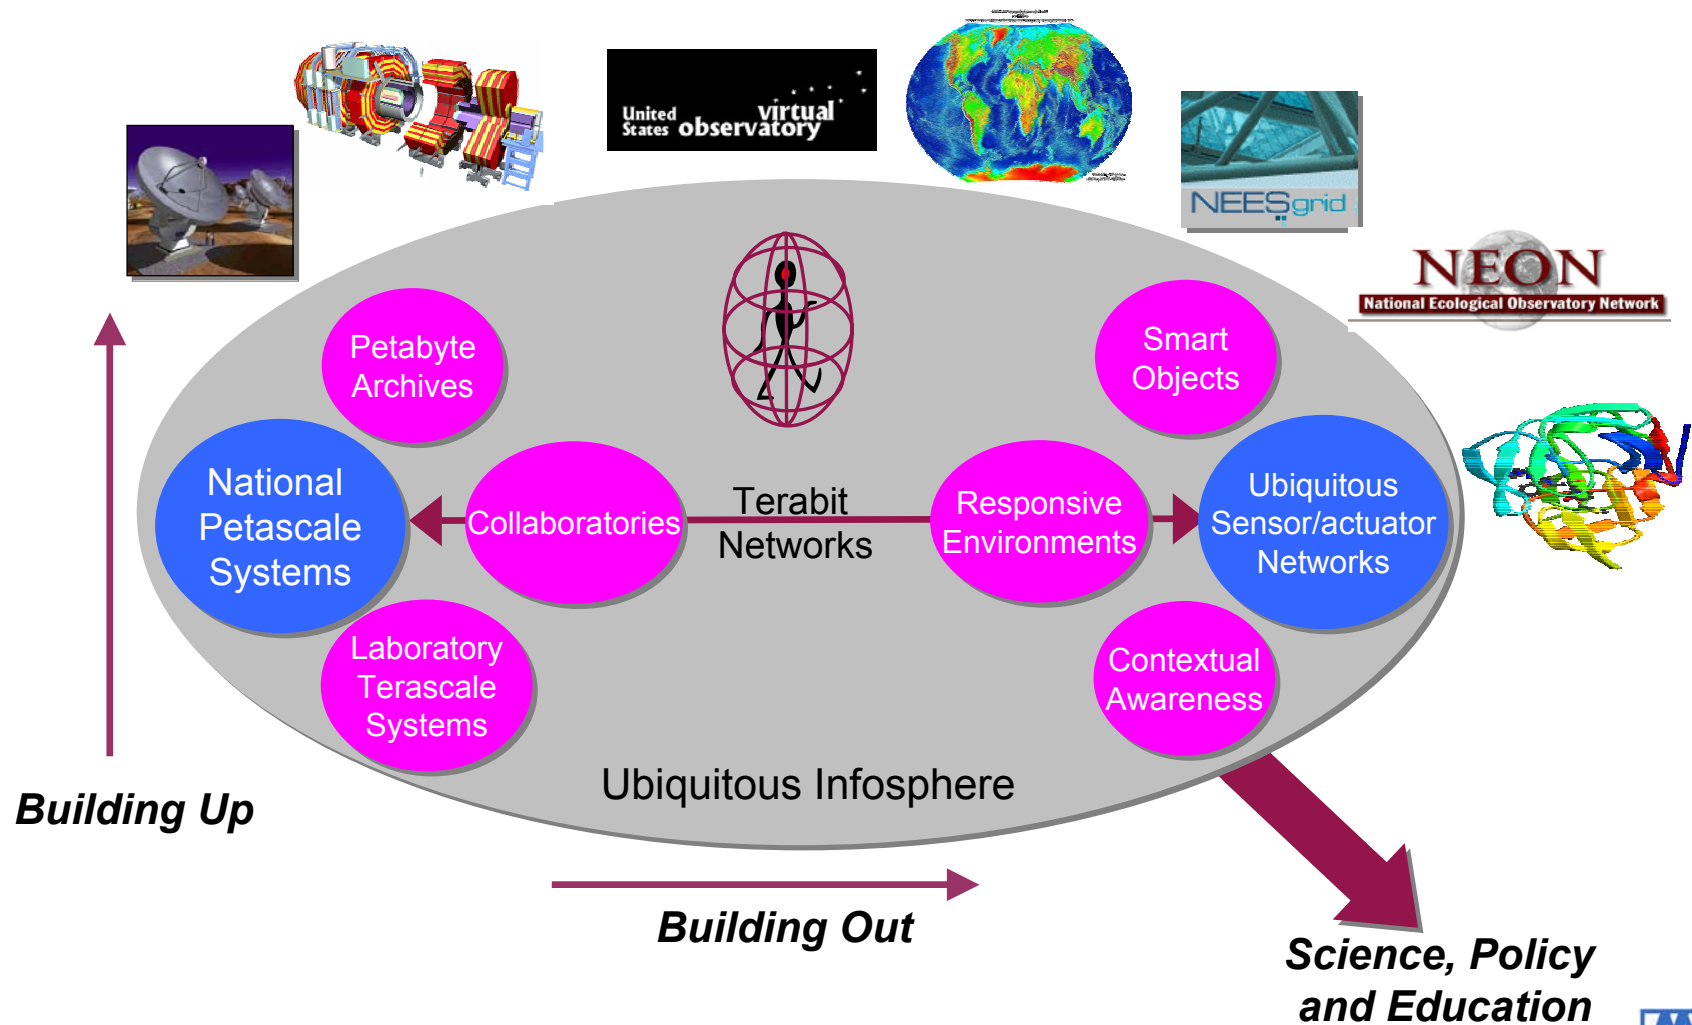 United virtual
States observatory
NEESgrid
NEON
National Ecological Observatory Network
Petabyte
Archives
Smart
Objects
National
Petascale
Systems
Collaboratories
Terabit
Networks
Responsive
Environments
Ubiquitous
Sensor/actuator
Networks
Laboratory
Terascale
Systems
Contextual
Awareness
Ubiquitous Infosphere
Building Up
Building Out
Science, Policy
and Education